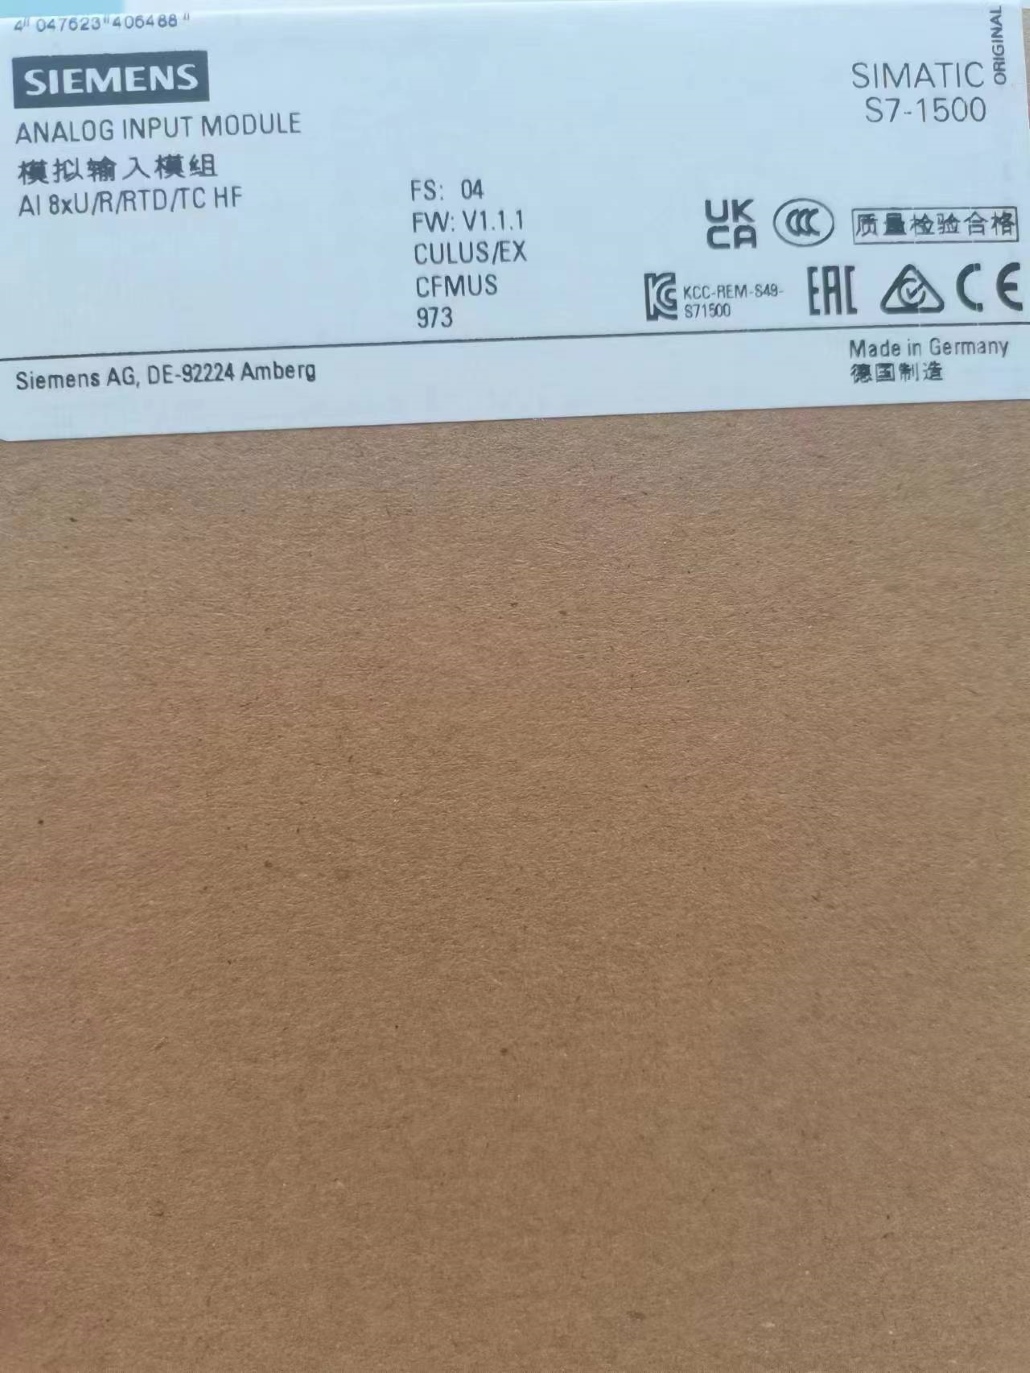 4" 047623"406488"
SIEMENS
ANALOG INPUT MODULE
模拟输入模组
AI 8xU/R/RTD/TC HF
FS: 04
FW: V1.1.1
CULUS/EX
CFMUS
973
SIMATIC
S7-1500
ORIGINAL
UK
CA
CCC
质量检验合格
KC
KCC-REM-S49-
S71500
EAC
CE
Siemens AG, DE-92224 Amberg
Made in Germany
德国制造